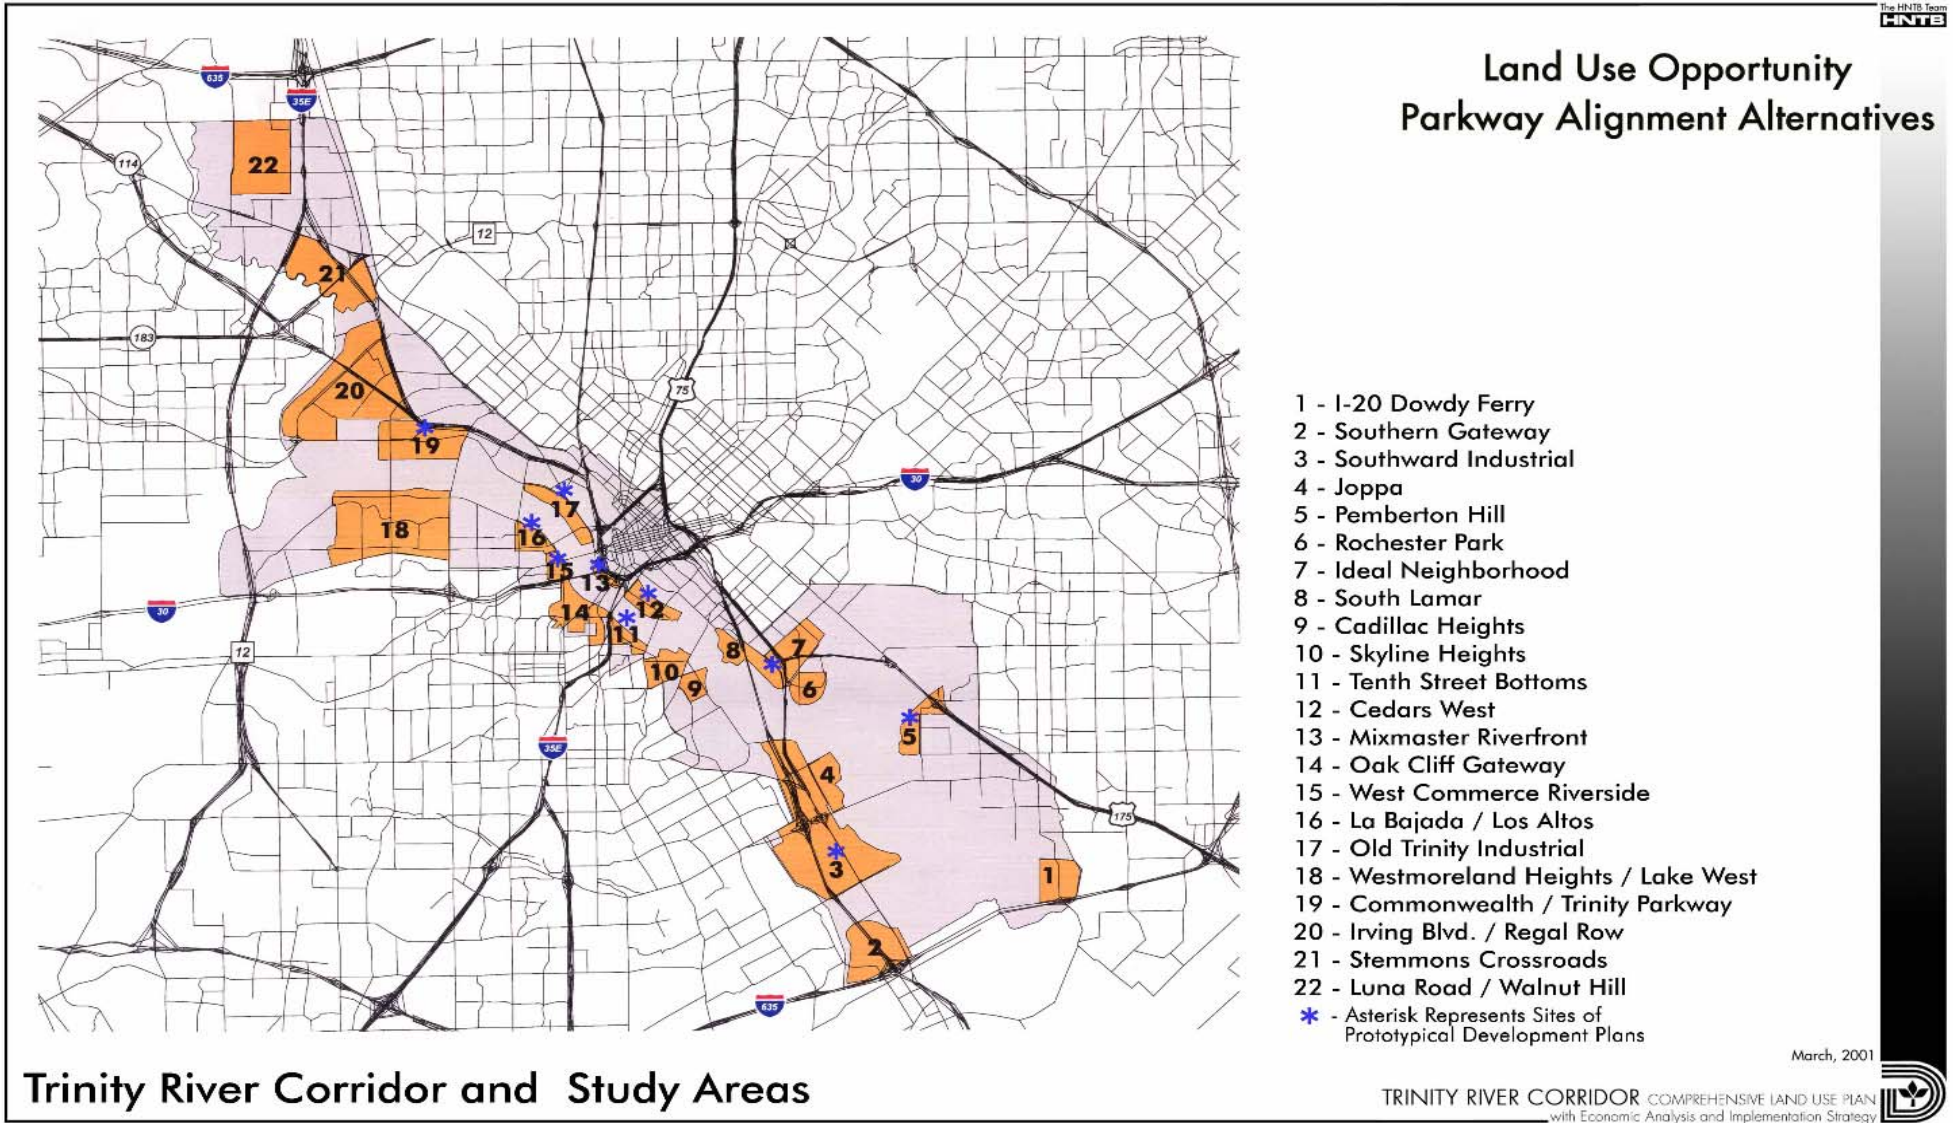 The HNTB Team
HNTB
Land Use Opportunity
Parkway Alignment Alternatives
635
35E
114
22
12
21
183
20
75
19
30
17
18
16
15
13
30
14
12
11
12
8
7
10
9
6
5
35E
4
175
3
1
2
635
1 - I-20 Dowdy Ferry
2 - Southern Gateway
3 - Southward Industrial
4 - Joppa
5 - Pemberton Hill
6 - Rochester Park
7 - Ideal Neighborhood
8 - South Lamar
9 - Cadillac Heights
10 - Skyline Heights
11 - Tenth Street Bottoms
12 - Cedars West
13 - Mixmaster Riverfront
14 - Oak Cliff Gateway
15 - West Commerce Riverside
16 - La Bajada / Los Altos
17 - Old Trinity Industrial
18 - Westmoreland Heights / Lake West
19 - Commonwealth / Trinity Parkway
20 - Irving Blvd. / Regal Row
21 - Stemmons Crossroads
22 - Luna Road / Walnut Hill
* - Asterisk Represents Sites of
Prototypical Development Plans
March, 2001
Trinity River Corridor and Study Areas
TRINITY RIVER CORRIDOR COMPREHENSIVE LAND USE PLAN
with Economic Analysis and Implementation Strategy